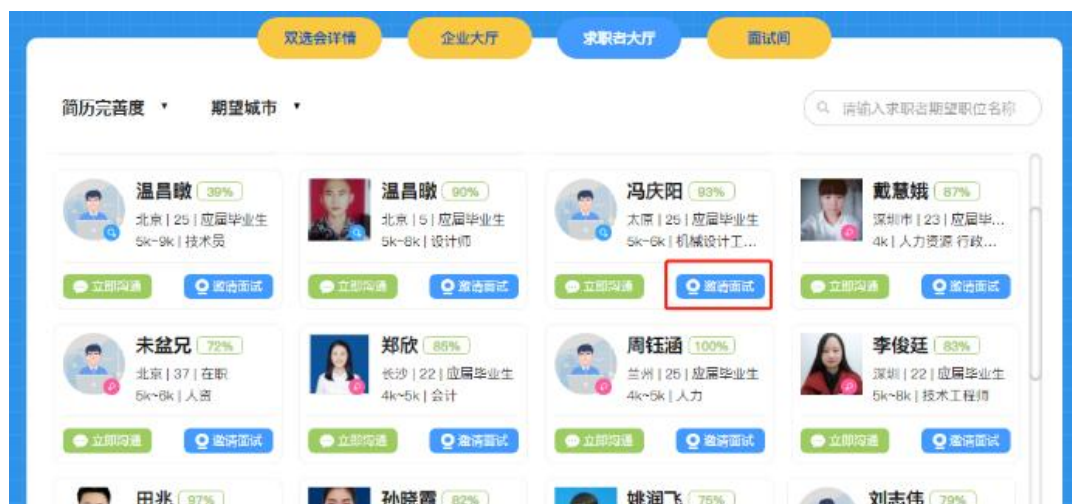 双选会详情 企业大厅 求职者大厅 面试间
简历完善度 期望城市 请输入求职者期望职位名称
温昌暾 39% 温昌暾 90% 冯庆阳 93% 戴慧娥 87%
北京 | 25 | 应届毕业生 北京 | 5 | 应届毕业生 太原 | 25 | 应届毕业生 深圳市 | 23 | 应届毕...
5k~9k | 技术员 5k~8k | 设计师 5k~6k | 机械设计工... 4k | 人力资源 行政...
立即沟通 邀请面试 立即沟通 邀请面试 立即沟通 邀请面试 立即沟通 邀请面试
未盆兄 72% 郑欣 86% 周钰涵 100% 李俊廷 83%
北京 | 37 | 在职 长沙 | 22 | 应届毕业生 兰州 | 25 | 应届毕业生 深圳 | 22 | 应届毕业生
5k~6k | 人资 4k~5k | 会计 4k~5k | 人力 5k~8k | 技术工程师
立即沟通 邀请面试 立即沟通 邀请面试 立即沟通 邀请面试 立即沟通 邀请面试
田兆 97% 孙晓霞 82% 姚润飞 75% 刘志伟 79%